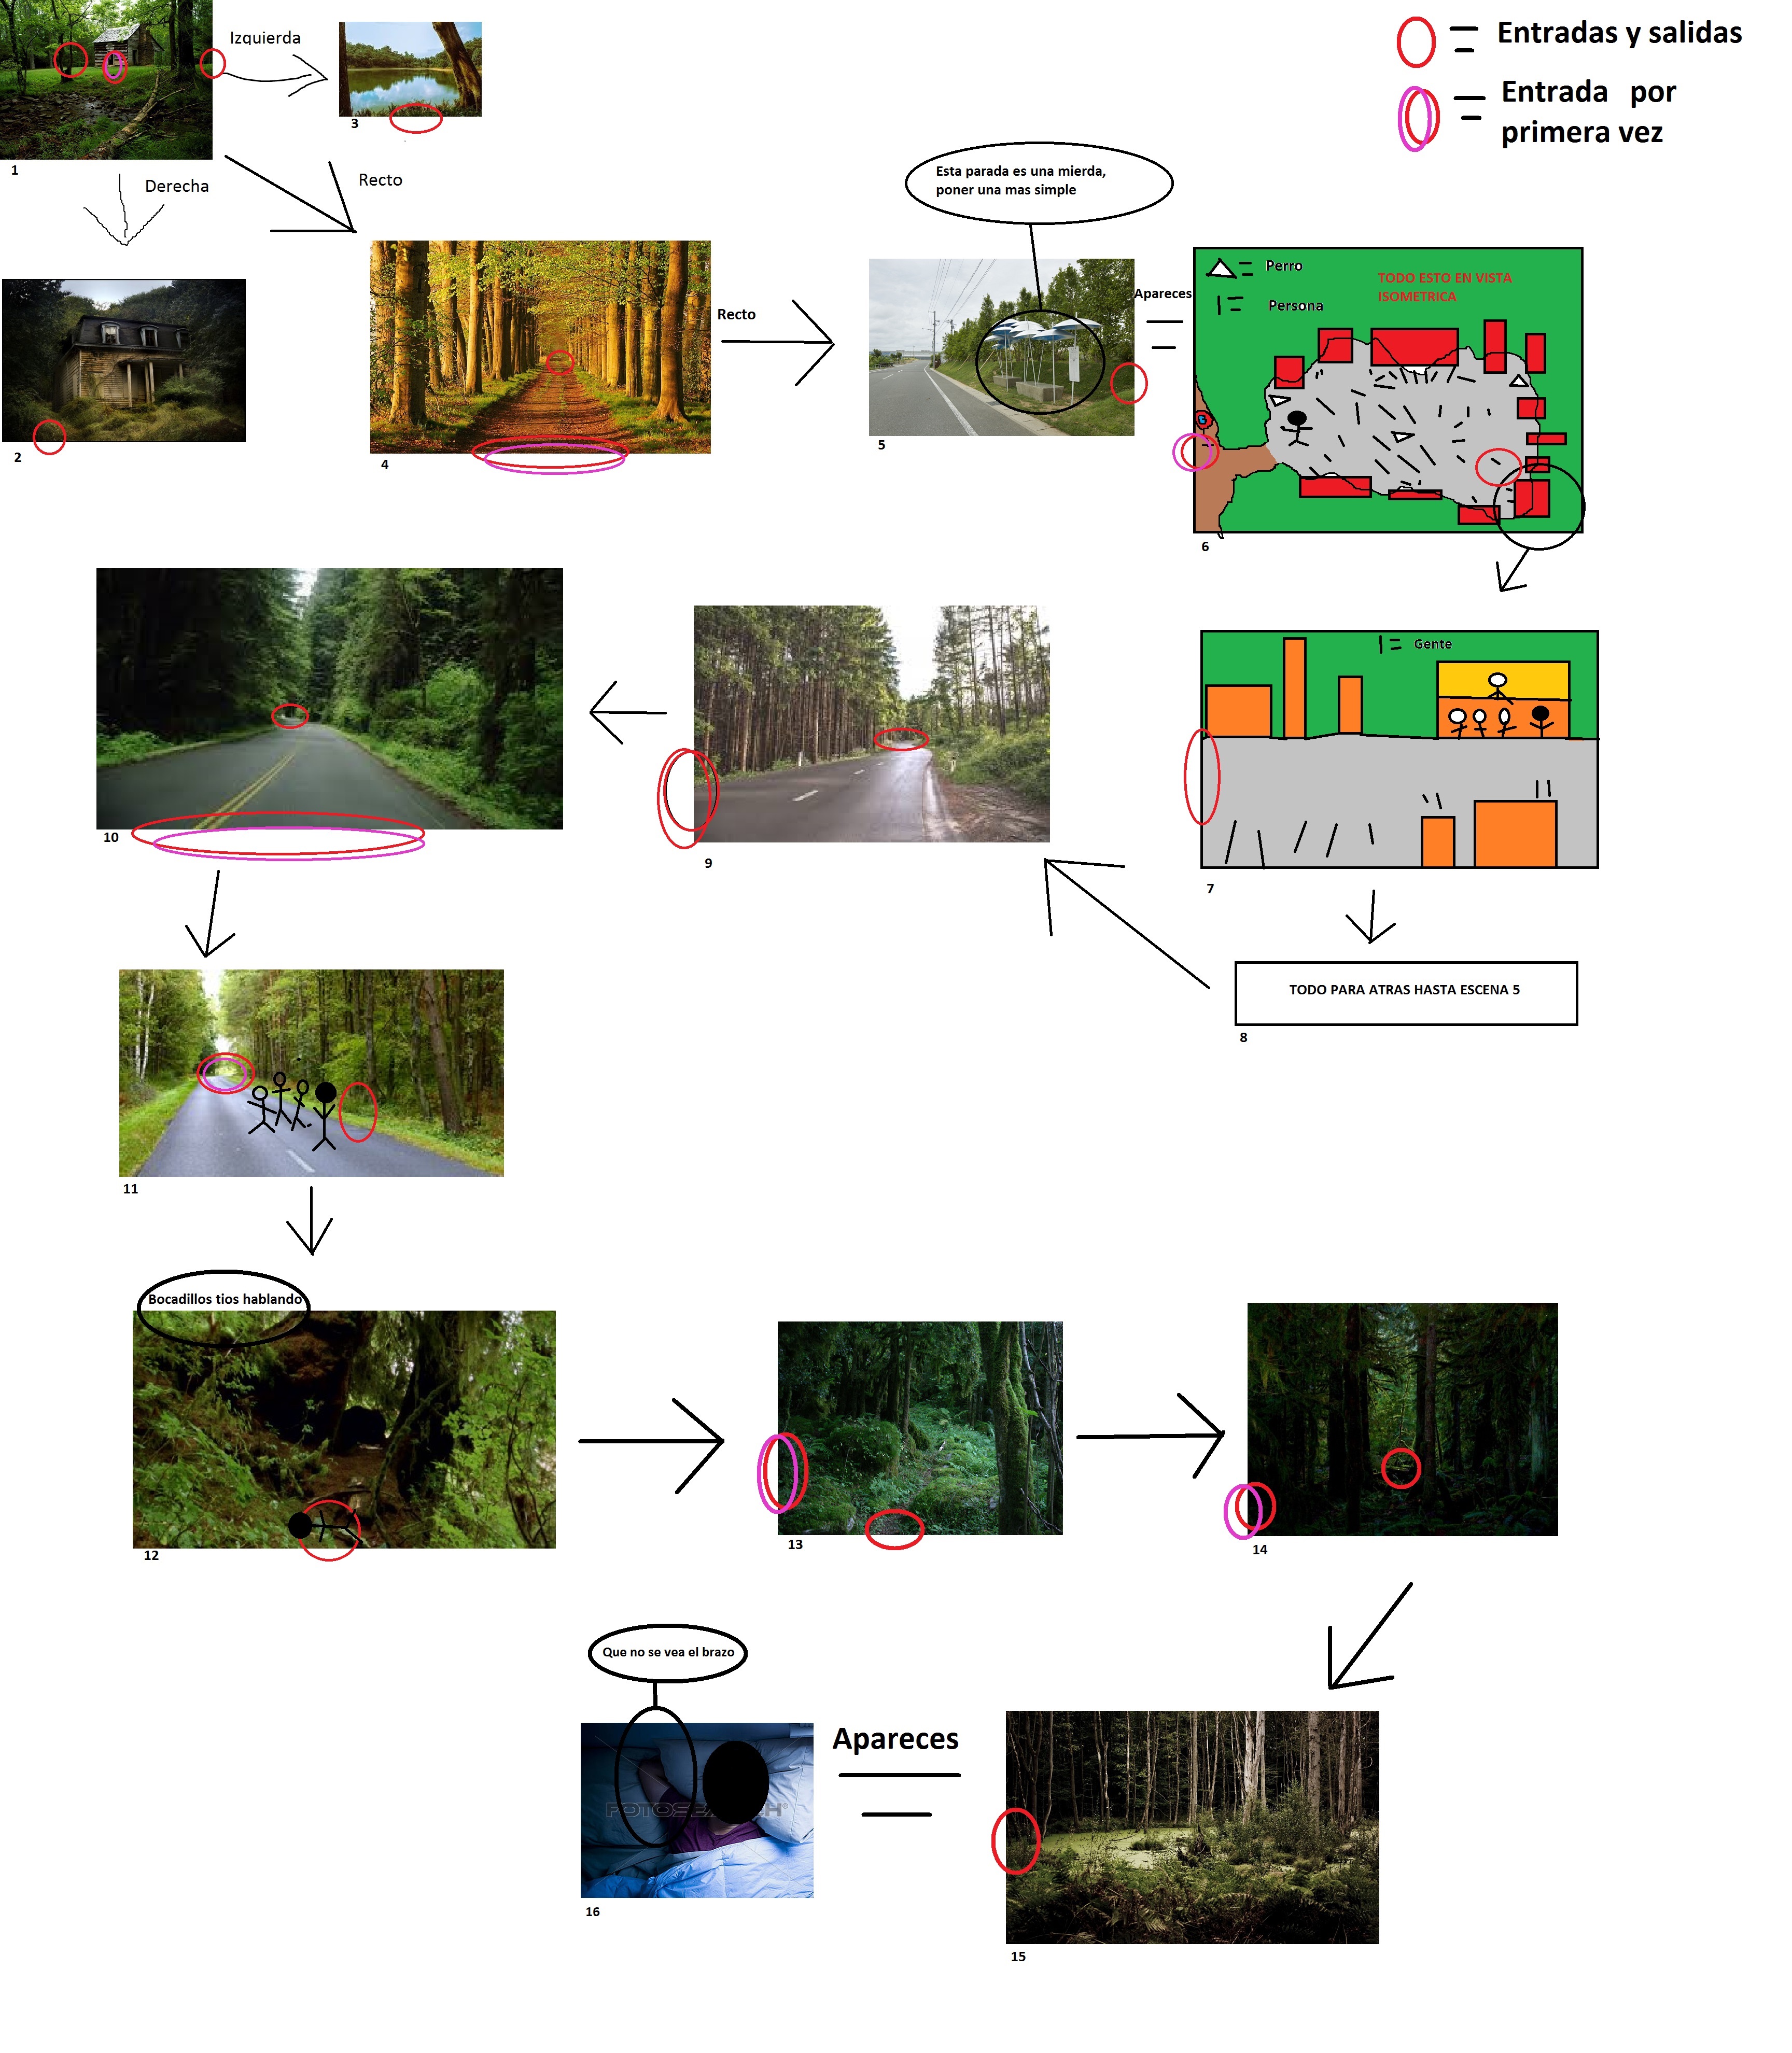 Entradas y salidas
Entrada por
primera vez
Izquierda
3
1
Derecha
Recto
2
4
Recto
Esta parada es una mierda,
poner una mas simple
5
Apareces
Perro
Persona
TODO ESTO EN VISTA
ISOMETRICA
6
10
9
Gente
7
TODO PARA ATRAS HASTA ESCENA 5
8
11
Bocadillos tios hablando
12
13
14
Que no se vea el brazo
Apareces
16
15